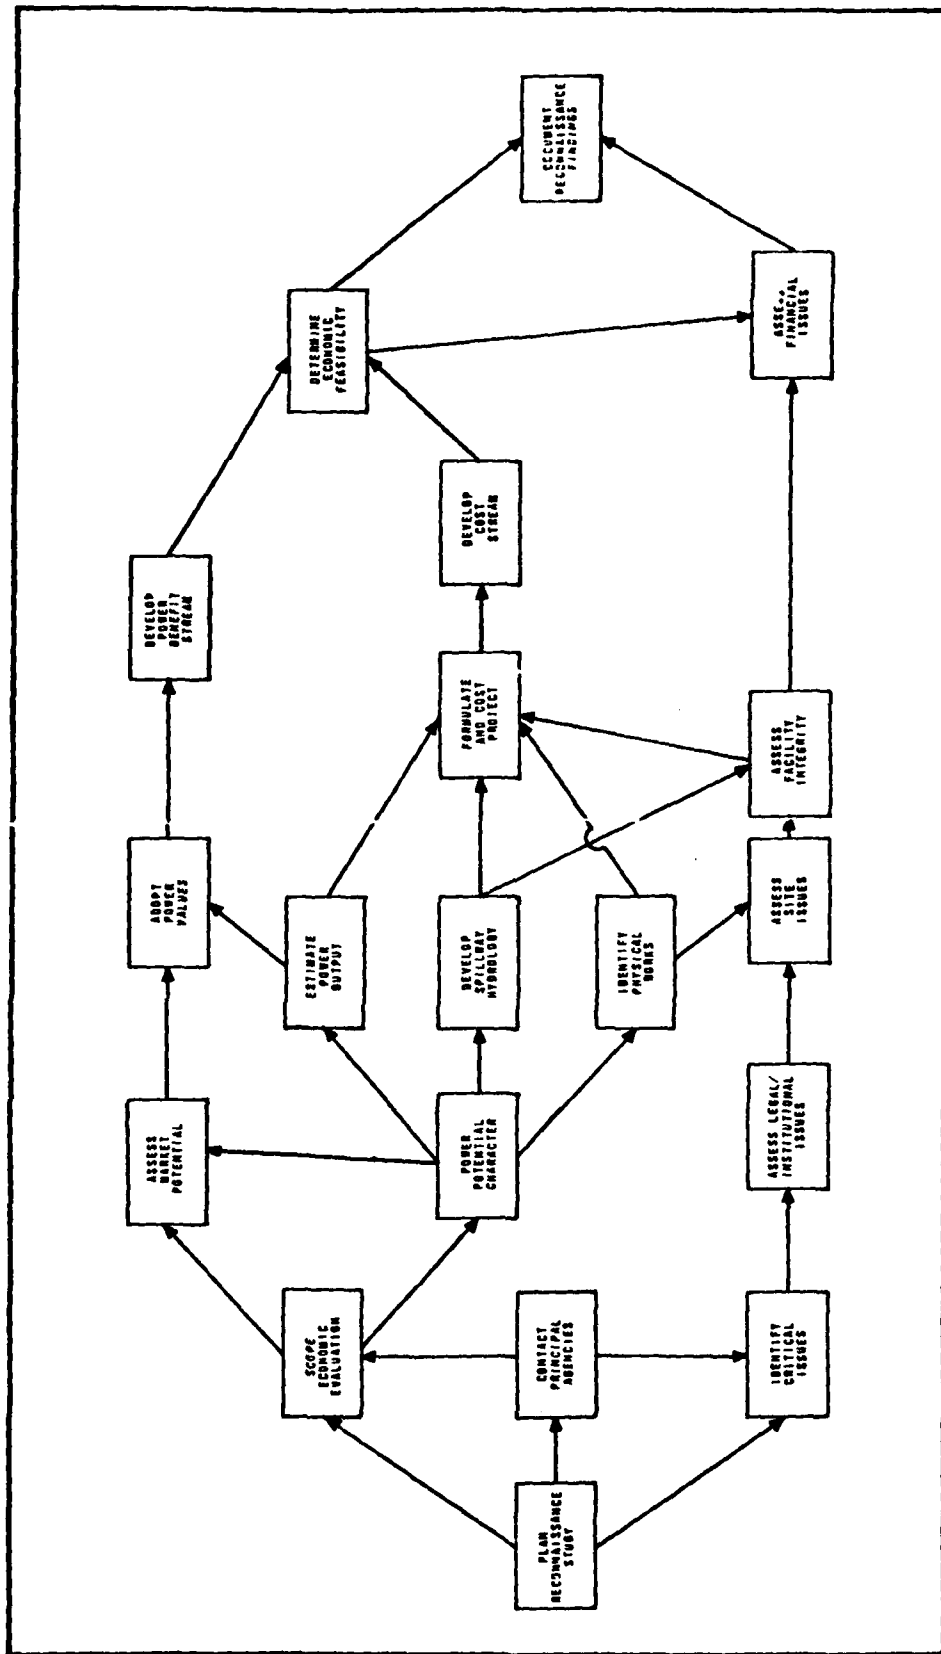 PLAN
RECONNAISSANCE
STUDY
SCOPE
ECONOMIC
EVALUATION
CONTACT
PRINCIPAL
AGENCIES
IDENTIFY
CRITICAL
ISSUES
ASSESS
MARKET
POTENTIAL
POWER
POTENTIAL
CHARACTER
ASSESS LEGAL/
INSTITUTIONAL
ISSUES
ADOPT
POWER
VALUES
ESTIMATE
POWER
OUTPUT
DEVELOP
SPILLWAY
HYDROLOGY
IDENTIFY
PHYSICAL
WORKS
ASSESS
SITE
ISSUES
DEVELOP
POWER
BENEFIT
STREAM
FORMULATE
AND COST
PROJECT
ASSESS
FACILITY
INTEGRITY
DEVELOP
COST
STREAM
DETERMINE
ECONOMIC
FEASIBILITY
ASSESS
FINANCIAL
ISSUES
DOCUMENT
RECONNAISSANCE
FINDINGS